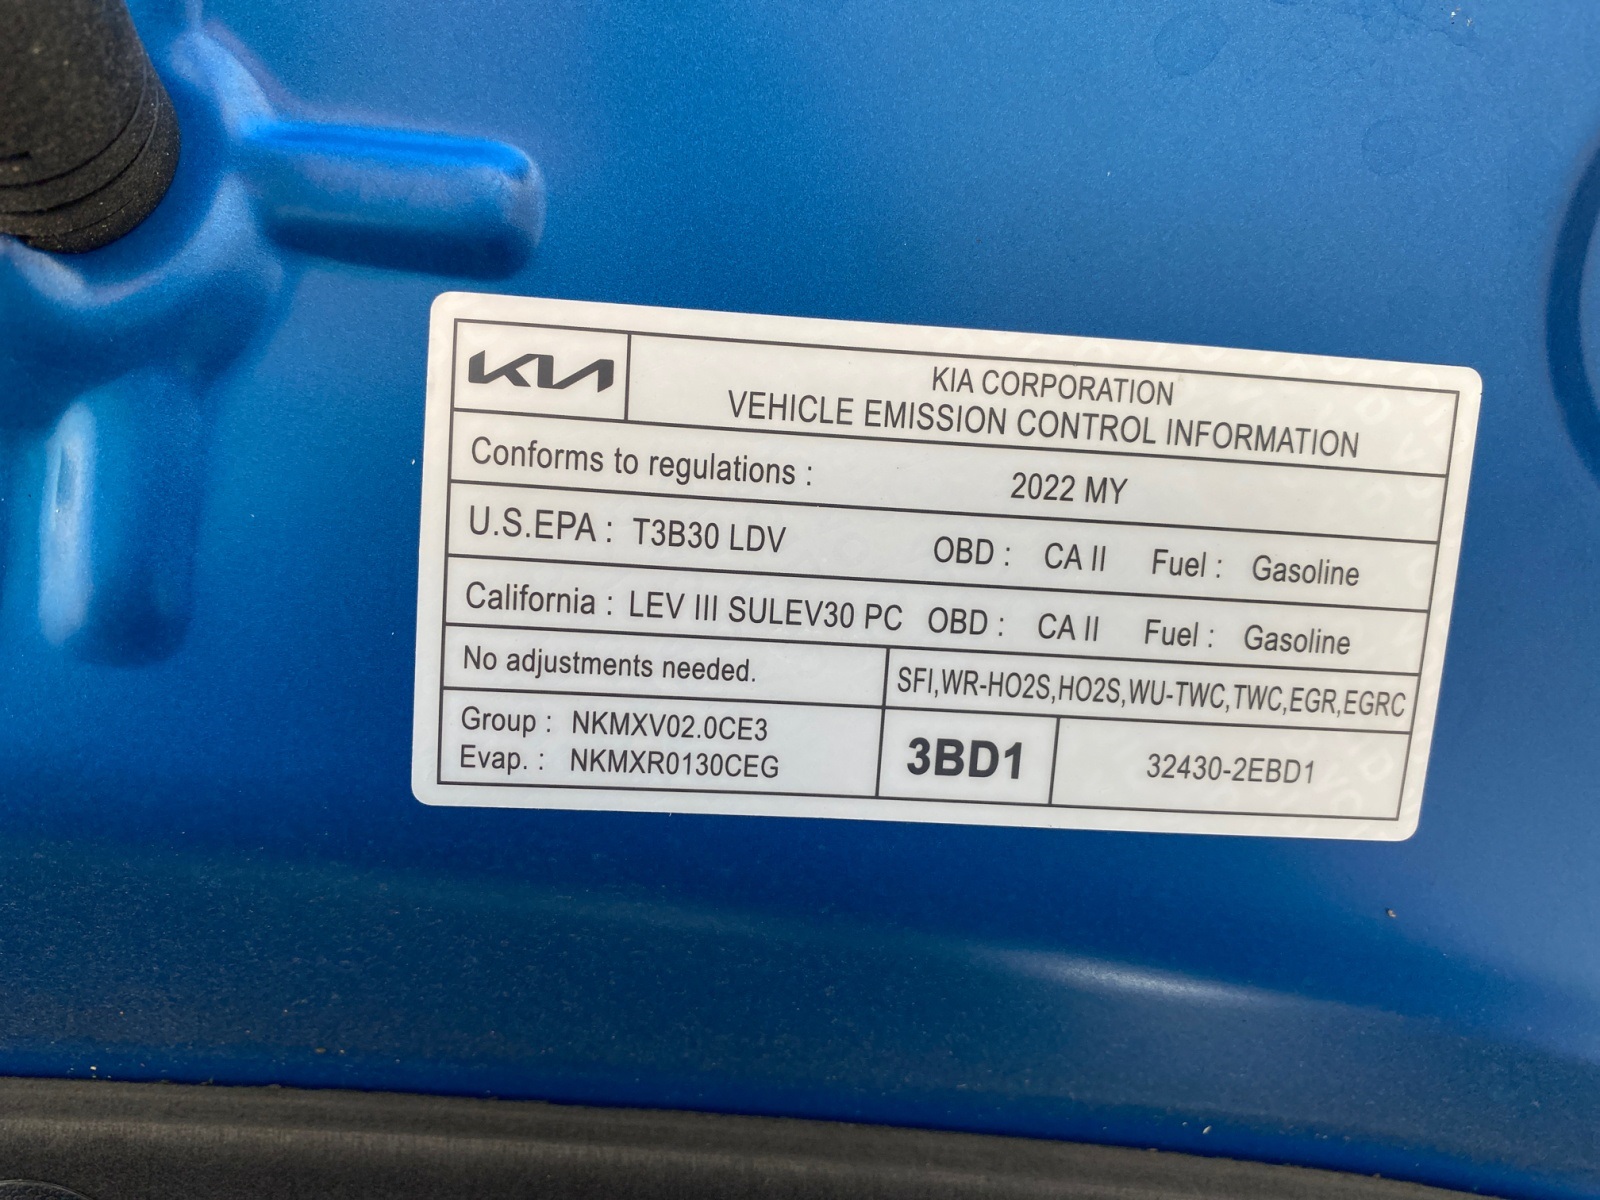 KIA
KIA CORPORATION
VEHICLE EMISSION CONTROL INFORMATION
Conforms to regulations : 2022 MY
U.S.EPA : T3B30 LDV OBD : CA II Fuel : Gasoline
California : LEV III SULEV30 PC OBD : CA II Fuel : Gasoline
No adjustments needed.
SFI,WR-HO2S,HO2S,WU-TWC,TWC,EGR,EGRC
Group : NKMXV02.0CE3
Evap. : NKMXR0130CEG
3BD1
32430-2EBD1